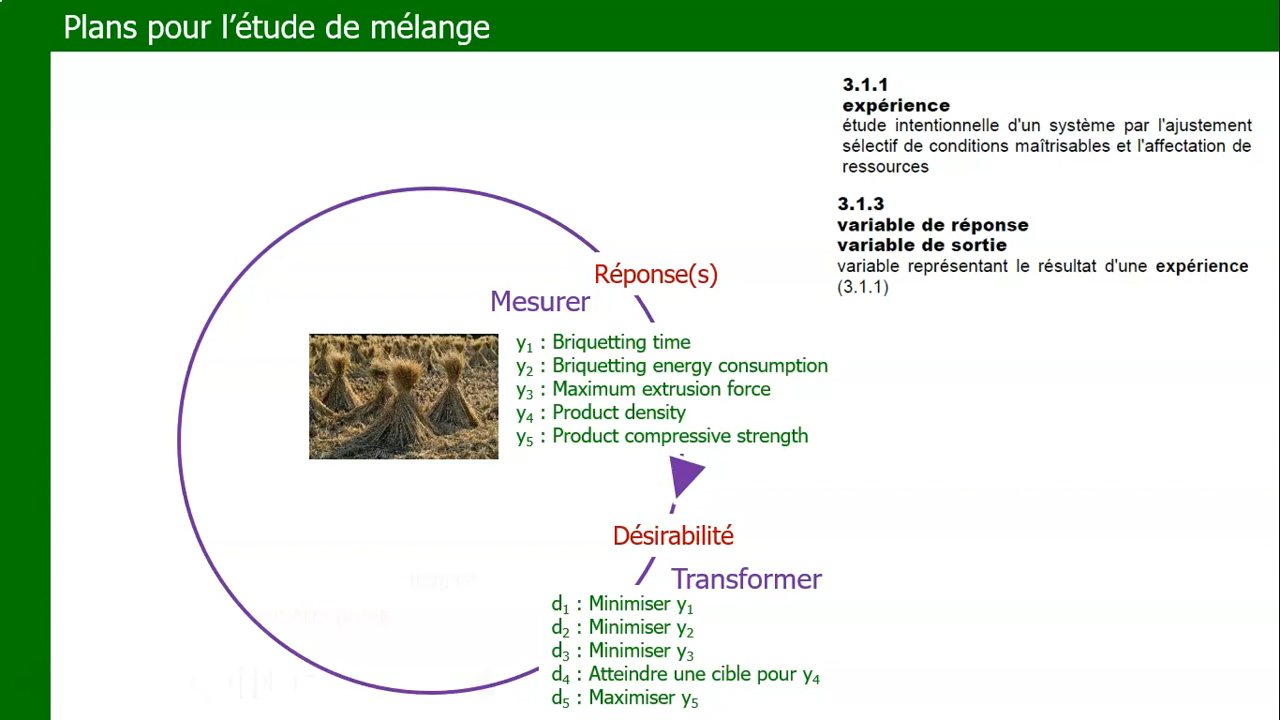 Plans pour l'étude de mélange
3.1.1
expérience
étude intentionnelle d'un système par l'ajustement
sélectif de conditions maîtrisables et l'affectation de
ressources
3.1.3
variable de réponse
variable de sortie
variable représentant le résultat d'une expérience
(3.1.1)
Réponse(s)
Mesurer
y1 : Briquetting time
y2 : Briquetting energy consumption
y3 : Maximum extrusion force
y4 : Product density
y5 : Product compressive strength
Désirabilité
Transformer
d1 : Minimiser y1
d2 : Minimiser y2
d3 : Minimiser y3
d4 : Atteindre une cible pour y4
d5 : Maximiser y5